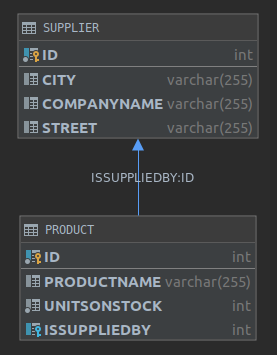 SUPPLIER
ID int
CITY varchar(255)
COMPANYNAME varchar(255)
STREET varchar(255)
ISSUPPLIEDBY:ID
PRODUCT
ID int
PRODUCTNAME varchar(255)
UNITSONSTOCK int
ISSUPPLIEDBY int